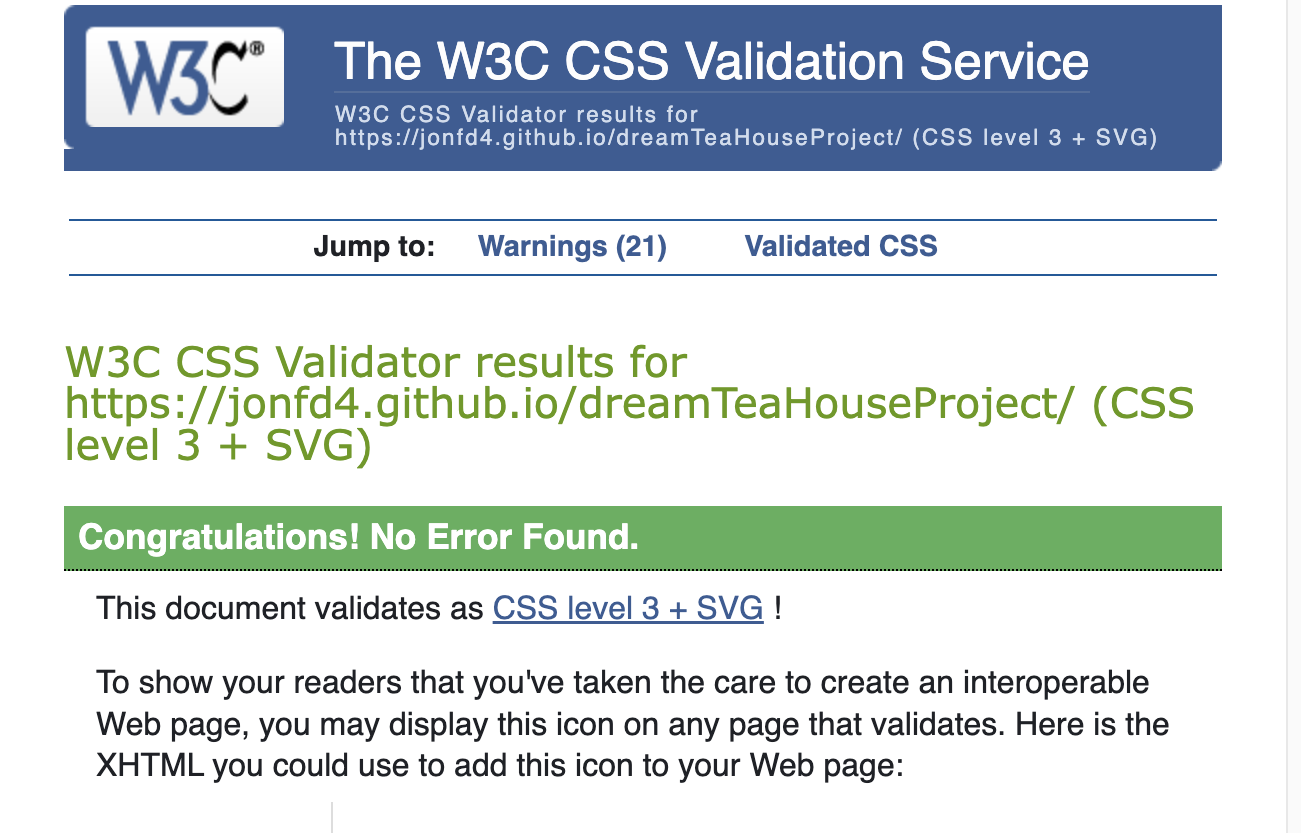 W3C®
The W3C CSS Validation Service
W3C CSS Validator results for
https://jonfd4.github.io/dreamTeaHouseProject/ (CSS level 3 + SVG)
Jump to: Warnings (21) Validated CSS
W3C CSS Validator results for
https://jonfd4.github.io/dreamTeaHouseProject/ (CSS
level 3 + SVG)
Congratulations! No Error Found.
This document validates as CSS level 3 + SVG !
To show your readers that you've taken the care to create an interoperable
Web page, you may display this icon on any page that validates. Here is the
XHTML you could use to add this icon to your Web page: